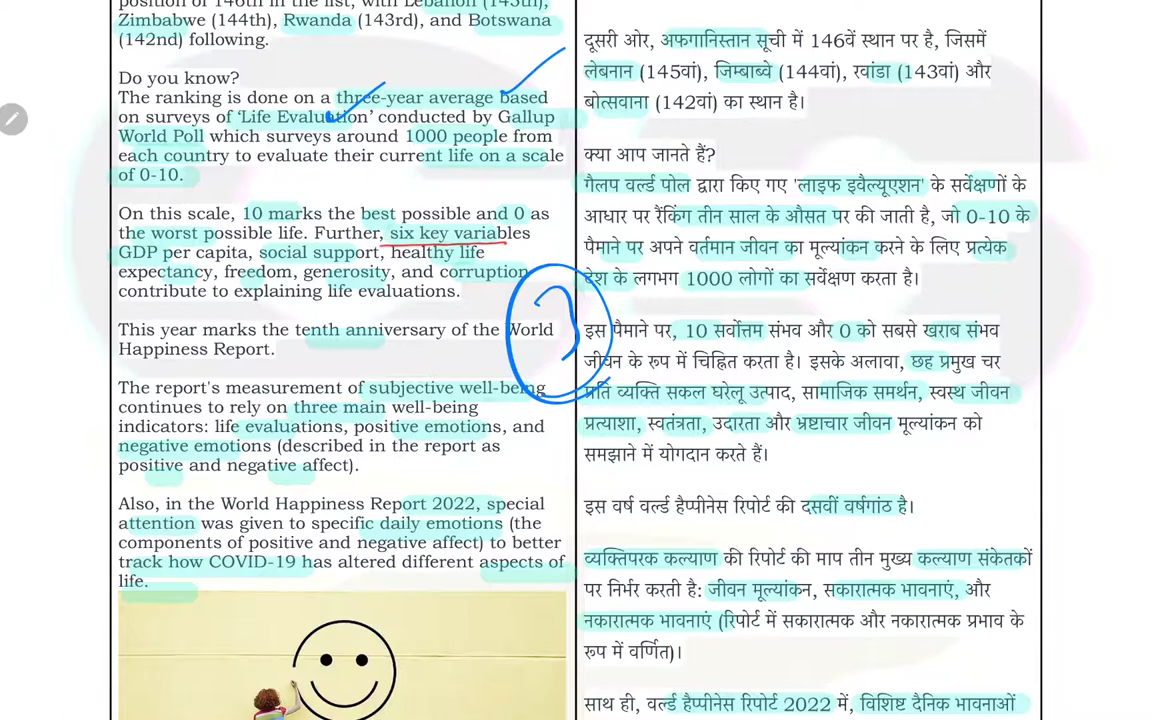 position of 146th in the list, with Lebanon (145th),
Zimbabwe (144th), Rwanda (143rd), and Botswana
(142nd) following.
Do you know?
The ranking is done on a three-year average based
on surveys of 'Life Evaluation' conducted by Gallup
World Poll which surveys around 1000 people from
each country to evaluate their current life on a scale
of 0-10.
On this scale, 10 marks the best possible and 0 as
the worst possible life. Further, six key variables
GDP per capita, social support, healthy life
expectancy, freedom, generosity, and corruption
contribute to explaining life evaluations.
This year marks the tenth anniversary of the World
Happiness Report.
The report's measurement of subjective well-being
continues to rely on three main well-being
indicators: life evaluations, positive emotions, and
negative emotions (described in the report as
positive and negative affect).
Also, in the World Happiness Report 2022, special
attention was given to specific daily emotions (the
components of positive and negative affect) to better
track how COVID-19 has altered different aspects of
life.
दूसरी ओर, अफगानिस्तान सूची में 146वें स्थान पर है, जिसमें
लेबनान (145वां), जिम्बाब्वे (144वां), रवांडा (143वां) और
बोत्सवाना (142वां) का स्थान है।
क्या आप जानते हैं?
गैलप वर्ल्ड पोल द्वारा किए गए 'लाइफ इवैल्यूएशन' के सर्वेक्षणों के
आधार पर रैंकिंग तीन साल के औसत पर की जाती है, जो 0-10 के
पैमाने पर अपने वर्तमान जीवन का मूल्यांकन करने के लिए प्रत्येक
देश के लगभग 1000 लोगों का सर्वेक्षण करता है।
इस पैमाने पर, 10 सर्वोत्तम संभव और 0 को सबसे खराब संभव
जीवन के रूप में चिह्नित करता है। इसके अलावा, छह प्रमुख चर
प्रति व्यक्ति सकल घरेलू उत्पाद, सामाजिक समर्थन, स्वस्थ जीवन
प्रत्याशा, स्वतंत्रता, उदारता और भ्रष्टाचार जीवन मूल्यांकन को
समझाने में योगदान करते हैं।
इस वर्ष वर्ल्ड हैप्पीनेस रिपोर्ट की दसवीं वर्षगांठ है।
व्यक्तिपरक कल्याण की रिपोर्ट की माप तीन मुख्य कल्याण संकेतकों
पर निर्भर करती है: जीवन मूल्यांकन, सकारात्मक भावनाएं, और
नकारात्मक भावनाएं (रिपोर्ट में सकारात्मक और नकारात्मक प्रभाव के
रूप में वर्णित)।
साथ ही, वर्ल्ड हैप्पीनेस रिपोर्ट 2022 में, विशिष्ट दैनिक भावनाओं